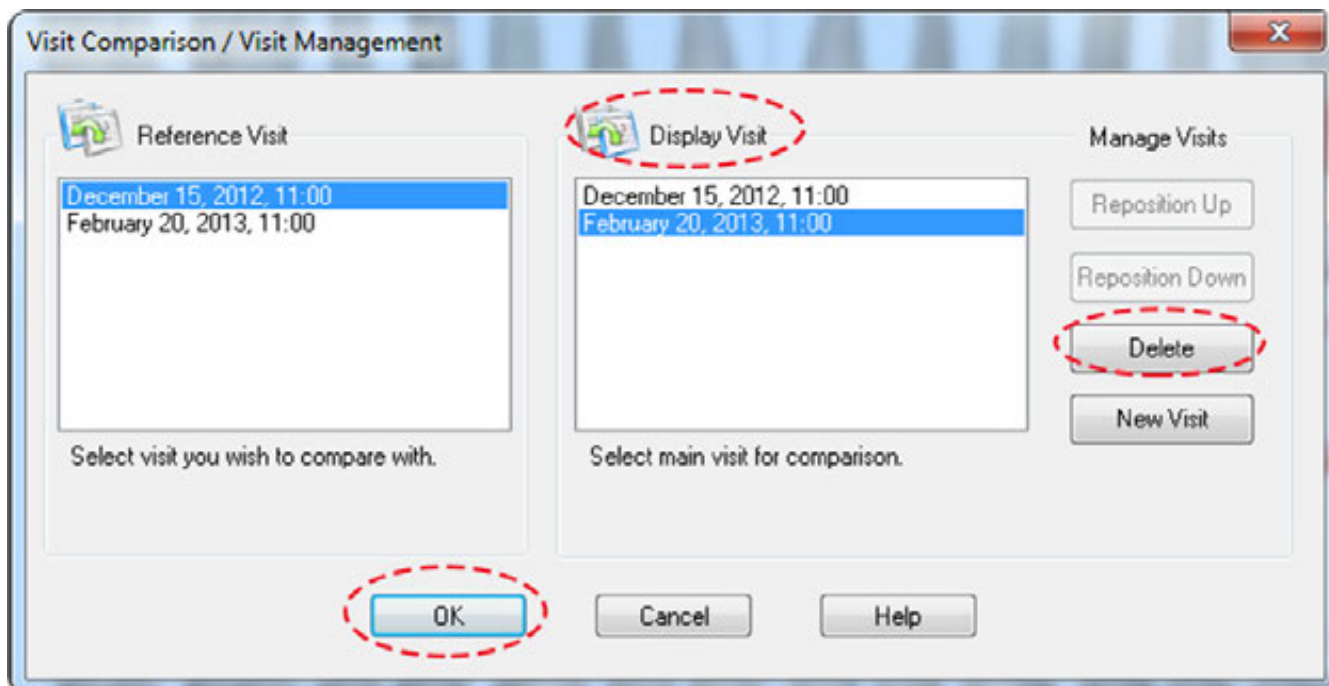 Visit Comparison / Visit Management
Reference Visit
December 15, 2012, 11:00
February 20, 2013, 11:00
Select visit you wish to compare with.
Display Visit
December 15, 2012, 11:00
February 20, 2013, 11:00
Select main visit for comparison.
Manage Visits
Reposition Up
Reposition Down
Delete
New Visit
OK
Cancel
Help